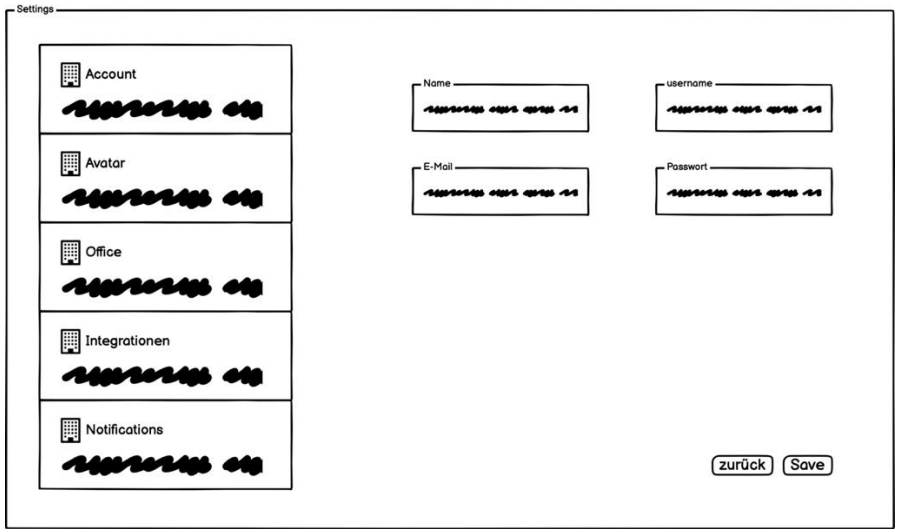 Settings
Account
Avatar
Office
Integrationen
Notifications
Name
username
E-Mail
Passwort
zurück
Save